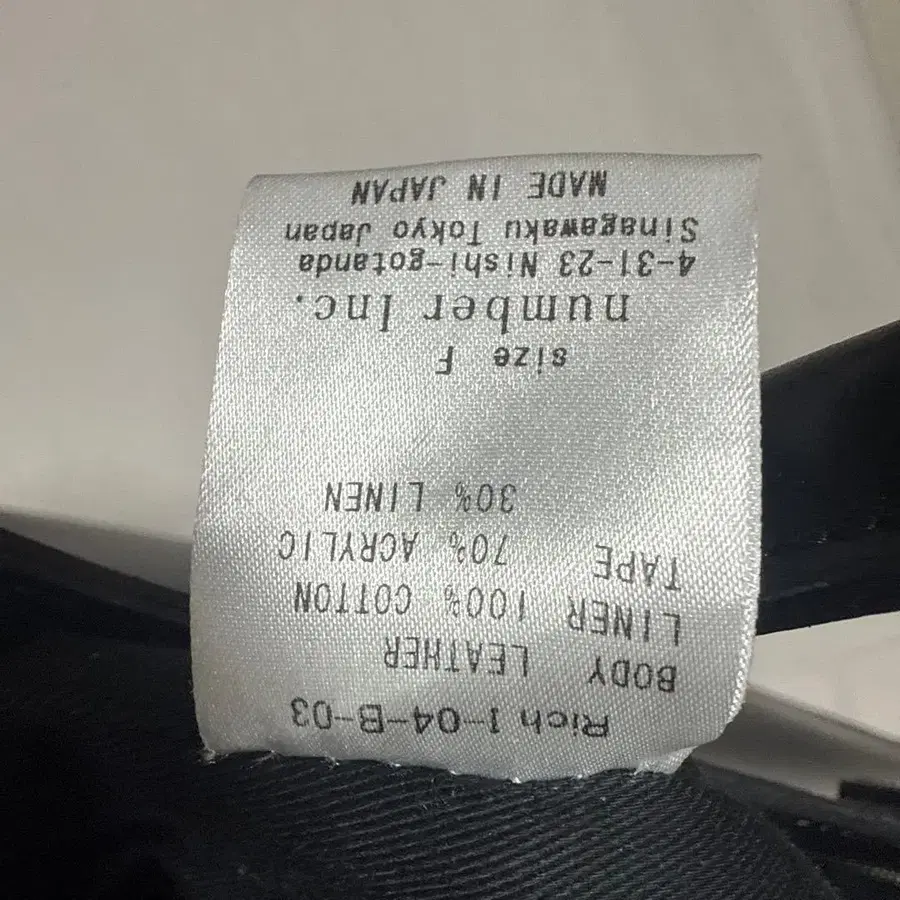 Rich I-04-B-03
BODY LEATHER
LINER 100% COTTON
TAPE 70% ACRYLIC
30% LINEN
size F
number Inc.
4-31-23 Nishi-gotanda
Sinagawaku Tokyo Japan
MADE IN JAPAN